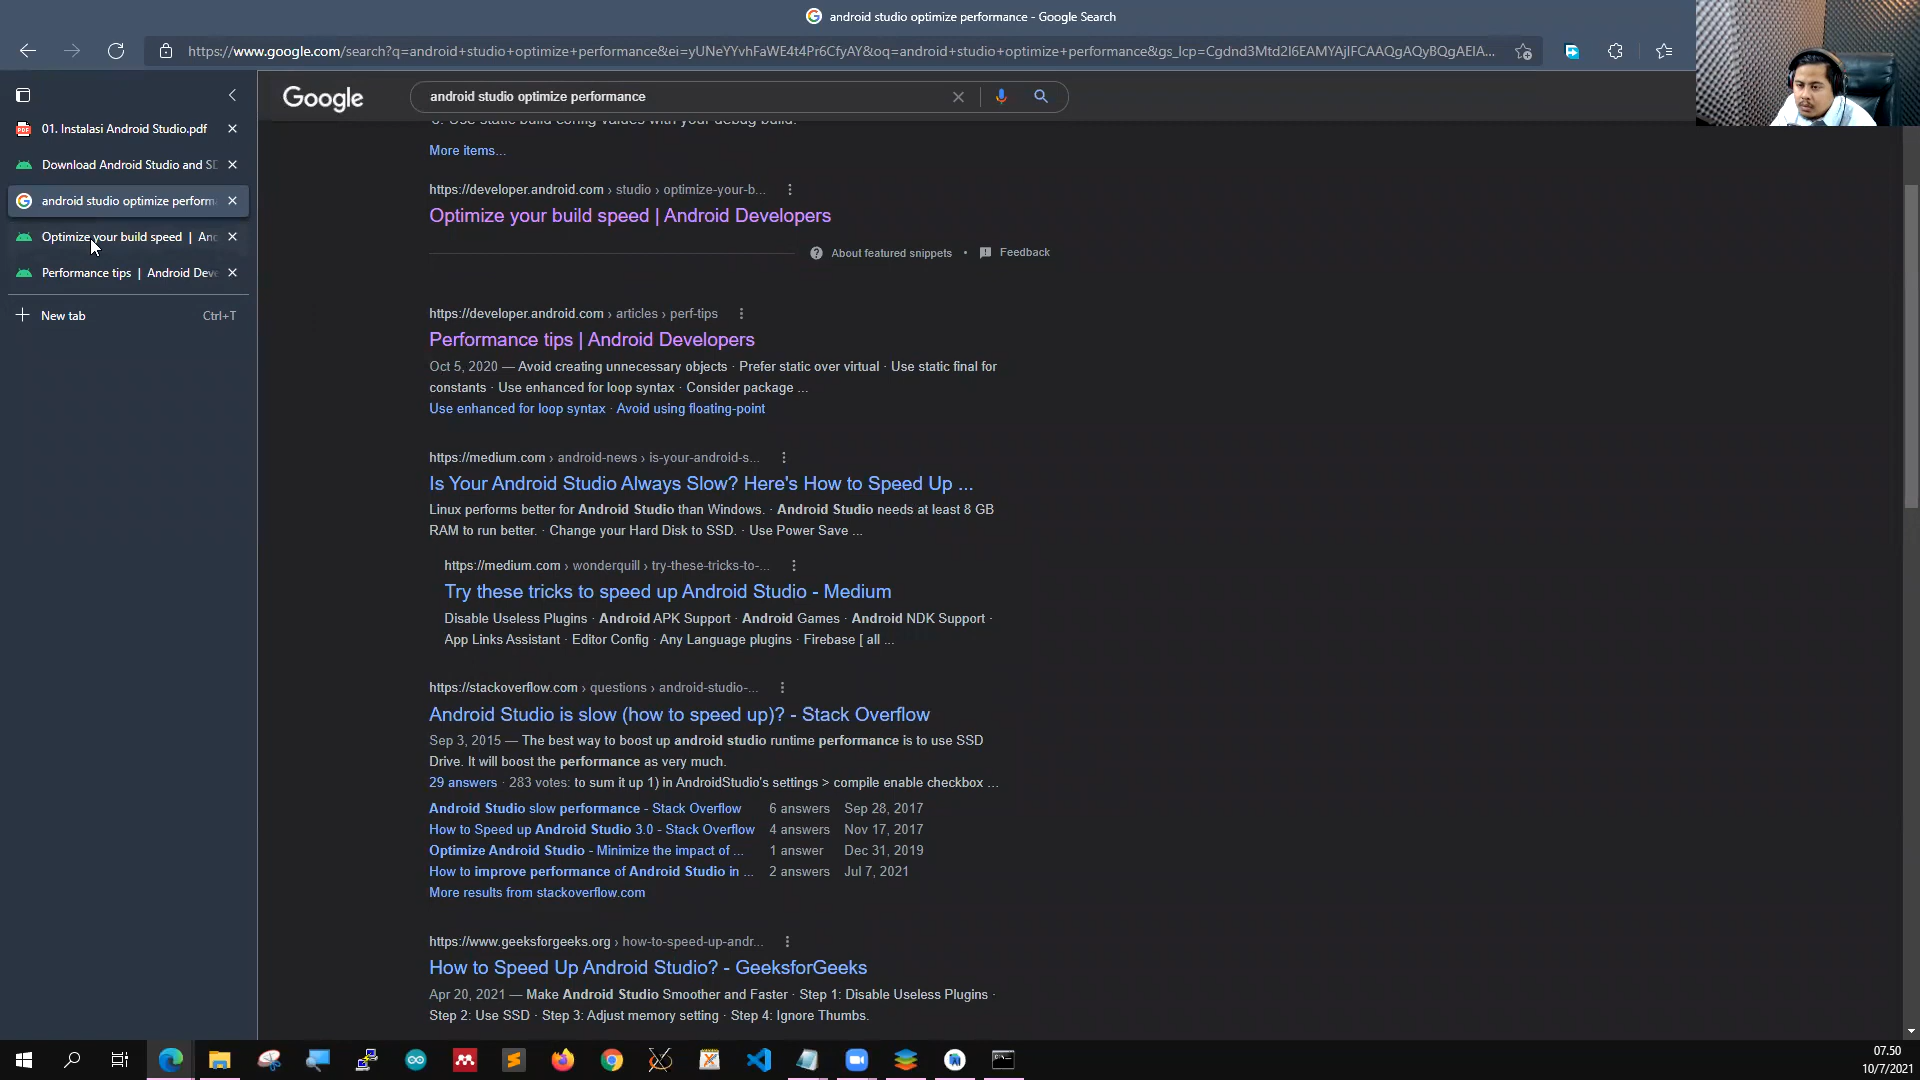 android studio optimize performance - Google Search
https://www.google.com/search?q=android+studio+optimize+performance&ei=yUNeYYvhFaWE4t4Pr6CfyAY&oq=android+studio+optimize+performance&gs_lcp=Cgdnd3Mtd2l6EAMYAjIFCAAQgAQyBQgAEIA...
Google
android studio optimize performance
01. Instalasi Android Studio.pdf
Download Android Studio and SD
android studio optimize performa
Optimize your build speed | And
Performance tips | Android Deve
New tab Ctrl+T
More items...
https://developer.android.com › studio › optimize-your-b...
Optimize your build speed | Android Developers
About featured snippets • Feedback
https://developer.android.com › articles › perf-tips
Performance tips | Android Developers
Oct 5, 2020 — Avoid creating unnecessary objects · Prefer static over virtual · Use static final for
constants · Use enhanced for loop syntax · Consider package ...
Use enhanced for loop syntax · Avoid using floating-point
https://medium.com › android-news › is-your-android-s...
Is Your Android Studio Always Slow? Here's How to Speed Up ...
Linux performs better for Android Studio than Windows. · Android Studio needs at least 8 GB
RAM to run better. · Change your Hard Disk to SSD. · Use Power Save ...
https://medium.com › wonderquill › try-these-tricks-to-...
Try these tricks to speed up Android Studio - Medium
Disable Useless Plugins · Android APK Support · Android Games · Android NDK Support ·
App Links Assistant · Editor Config · Any Language plugins · Firebase [ all ...
https://stackoverflow.com › questions › android-studio-...
Android Studio is slow (how to speed up)? - Stack Overflow
Sep 3, 2015 — The best way to boost up android studio runtime performance is to use SSD
Drive. It will boost the performance as very much.
29 answers · 283 votes: to sum it up 1) in AndroidStudio's settings > compile enable checkbox ...
Android Studio slow performance - Stack Overflow 6 answers Sep 28, 2017
How to Speed up Android Studio 3.0 - Stack Overflow 4 answers Nov 17, 2017
Optimize Android Studio - Minimize the impact of ... 1 answer Dec 31, 2019
How to improve performance of Android Studio in ... 2 answers Jul 7, 2021
More results from stackoverflow.com
https://www.geeksforgeeks.org › how-to-speed-up-andr...
How to Speed Up Android Studio? - GeeksforGeeks
Apr 20, 2021 — Make Android Studio Smoother and Faster · Step 1: Disable Useless Plugins ·
Step 2: Use SSD · Step 3: Adjust memory setting · Step 4: Ignore Thumbs.
07.50
10/7/2021